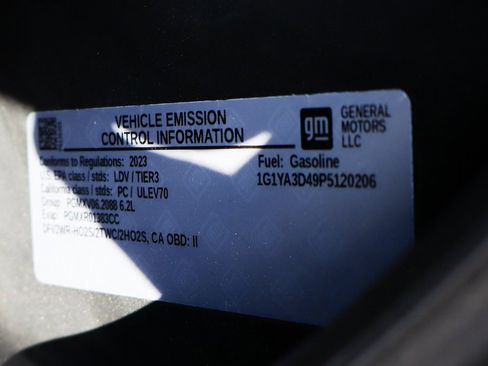 VEHICLE EMISSION
CONTROL INFORMATION
gm
GENERAL
MOTORS
LLC
Conforms to Regulations: 2023
U.S. EPA class / stds: LDV / TIER3
California class / stds: PC / ULEV70
Group: PGMXV06.2088 6.2L
Evap: PGMXR01383CC
DFI/2WR-HO2S/2TWC/2HO2S, CA OBD: II
Fuel: Gasoline
1G1YA3D49P5120206